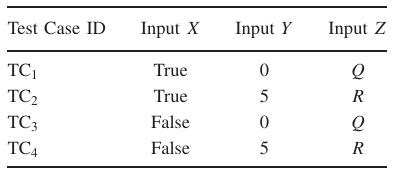 Test Case ID Input X Input Y Input Z
TC₁ True 0 Q
TC₂ True 5 R
TC₃ False 0 Q
TC₄ False 5 R